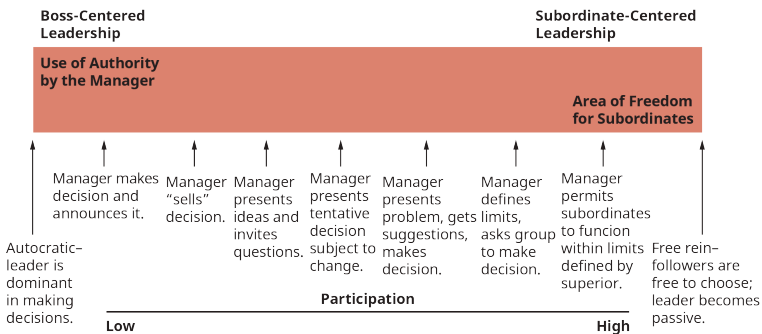 Boss-Centered
Leadership
Subordinate-Centered
Leadership
Use of Authority
by the Manager
Area of Freedom
for Subordinates
Autocratic–
leader is
dominant
in making
decisions.
Manager makes
decision and
announces it.
Manager
“sells”
decision.
Manager
presents
ideas and
invites
questions.
Manager
presents
tentative
decision
subject to
change.
Manager
presents
problem, gets
suggestions,
makes
decision.
Manager
defines
limits,
asks group
to make
decision.
Manager
permits
subordinates
to funcion
within limits
defined by
superior.
Free rein–
followers are
free to choose;
leader becomes
passive.
Participation
Low
High